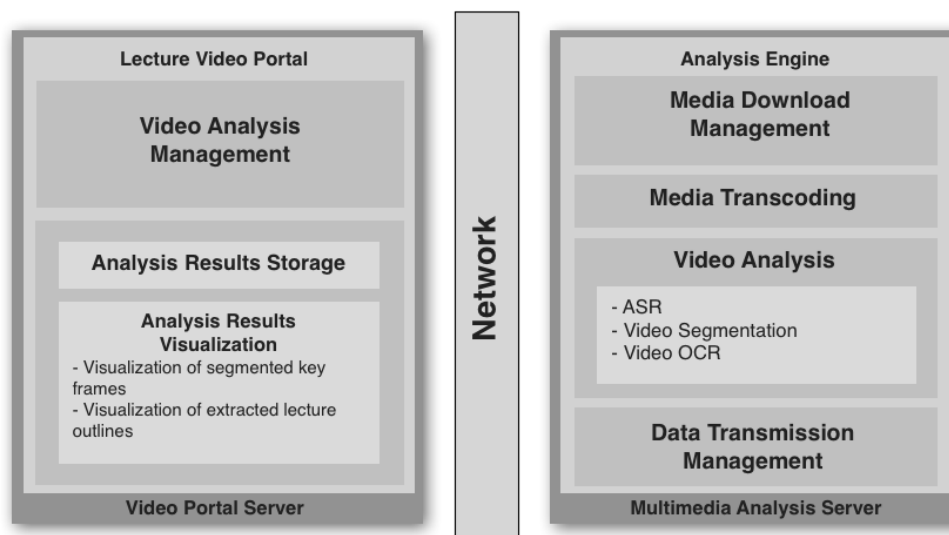 Lecture Video Portal
Video Analysis
Management
Analysis Results Storage
Analysis Results
Visualization
- Visualization of segmented key
frames
- Visualization of extracted lecture
outlines
Video Portal Server
Network
Analysis Engine
Media Download
Management
Media Transcoding
Video Analysis
- ASR
- Video Segmentation
- Video OCR
Data Transmission
Management
Multimedia Analysis Server